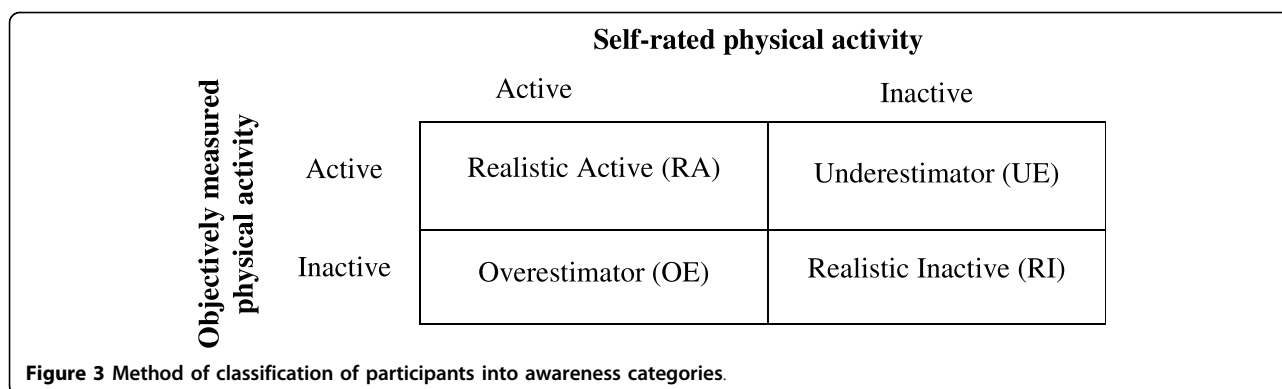 Self-rated physical activity
Active Inactive
Objectively measured
physical activity
Active Realistic Active (RA) Underestimator (UE)
Inactive Overestimator (OE) Realistic Inactive (RI)
Figure 3 Method of classification of participants into awareness categories.